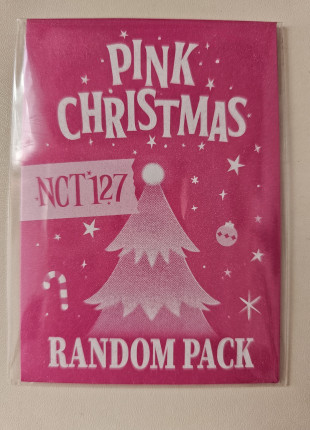 PINK
CHRISTMAS
NCT 127
RANDOM PACK